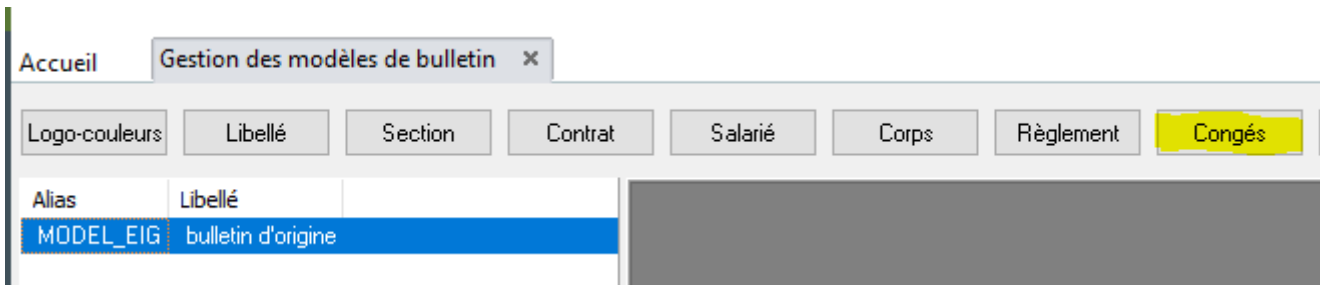 Accueil Gestion des modèles de bulletin ×
Logo-couleurs Libellé Section Contrat Salarié Corps Règlement Congés
Alias Libellé
MODEL_EIG bulletin d'origine